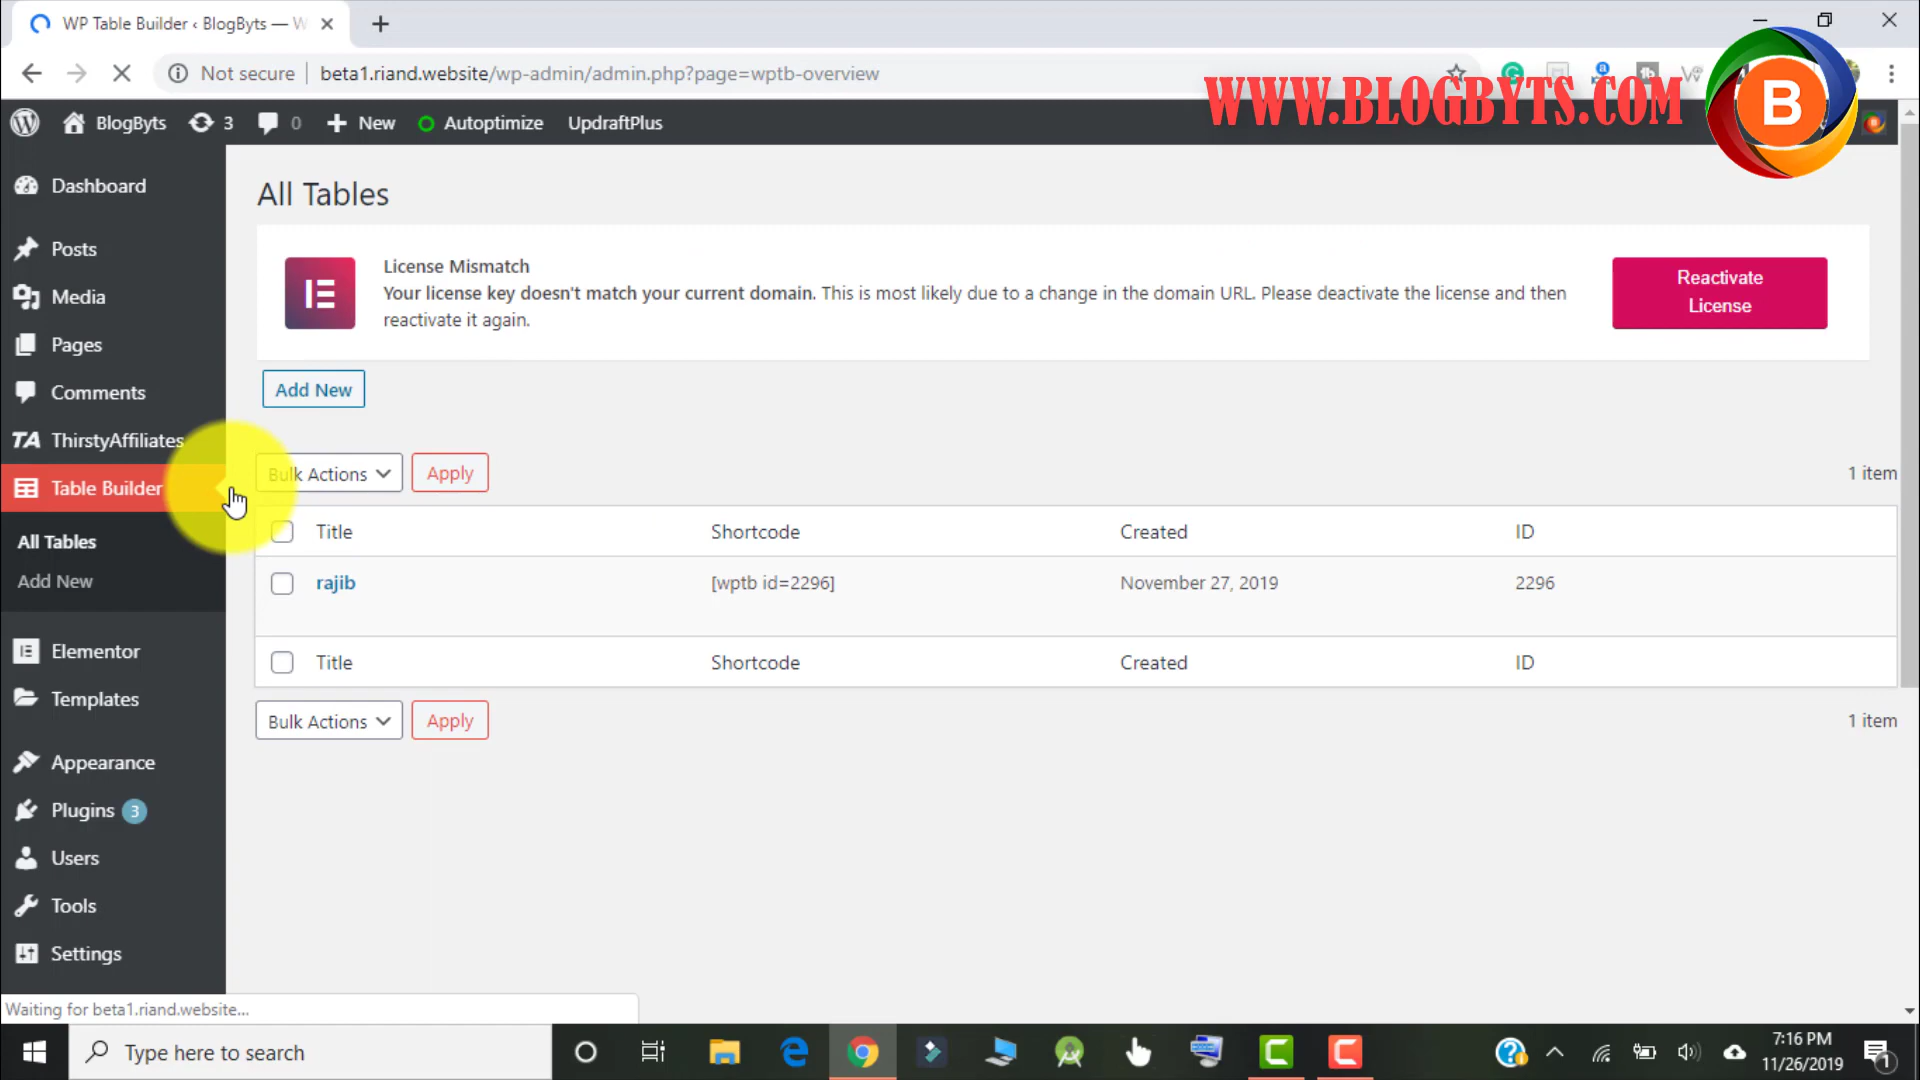 WP Table Builder ‹ BlogByts — W
Not secure
beta1.riand.website/wp-admin/admin.php?page=wptb-overview
WWW.BLOGBYTS.COM
B
BlogByts
3
0
New
Autoptimize
UpdraftPlus
Dashboard
Posts
Media
Pages
Comments
TA ThirstyAffiliates
Table Builder
All Tables
Add New
Elementor
Templates
Appearance
Plugins 3
Users
Tools
Settings
All Tables
License Mismatch
Your license key doesn't match your current domain. This is most likely due to a change in the domain URL. Please deactivate the license and then
reactivate it again.
Reactivate
License
Add New
Bulk Actions
Apply
1 item
Title Shortcode Created ID
rajib [wptb id=2296] November 27, 2019 2296
Title Shortcode Created ID
Bulk Actions
Apply
1 item
Waiting for beta1.riand.website...
Type here to search
7:16 PM
11/26/2019
1